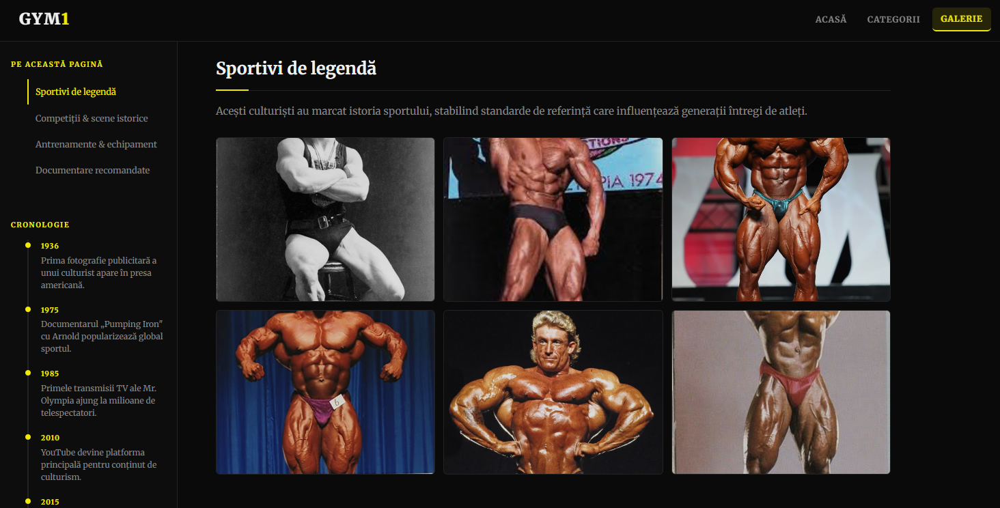 GYM1
ACASĂ
CATEGORII
GALERIE
PE ACEASTĂ PAGINĂ
Sportivi de legendă
Competiții & scene istorice
Antrenamente & echipament
Documentare recomandate
CRONOLOGIE
1936
Prima fotografie publicitară a
unui culturist apare în presa
americană.
1975
Documentarul „Pumping Iron"
cu Arnold popularizează global
sportul.
1985
Primele transmisii TV ale Mr.
Olympia ajung la milioane de
telespectatori.
2010
YouTube devine platforma
principală pentru conținut de
culturism.
2015
Sportivi de legendă
Acești culturiști au marcat istoria sportului, stabilind standarde de referință care influențează generații întregi de atleți.
1974
6